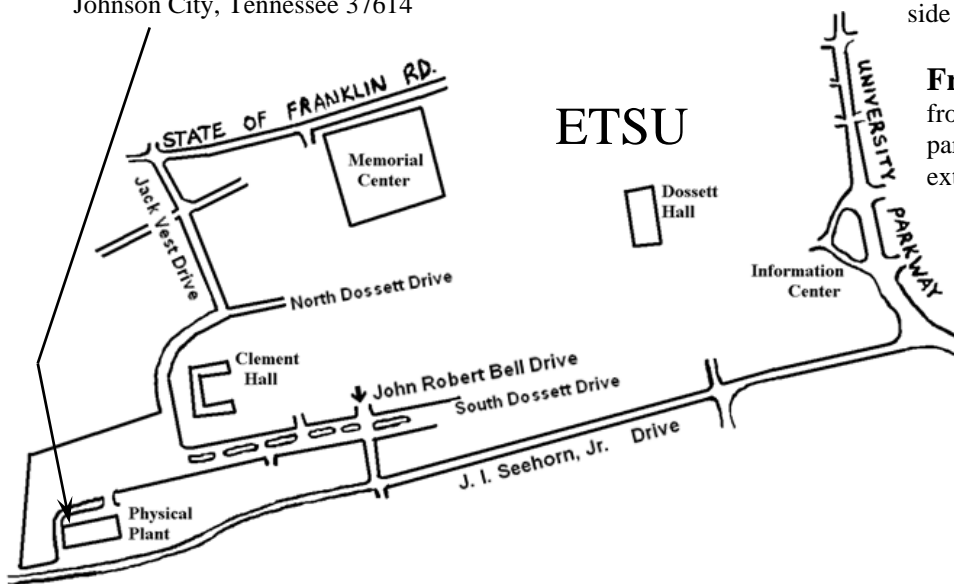 Johnson City, Tennessee 37614
side
STATE OF FRANKLIN RD.
ETSU
UNIVERSITY
PARKWAY
Fr
fro
par
ext
Memorial
Center
Dossett
Hall
Jack Vest Drive
Information
Center
North Dossett Drive
Clement
Hall
John Robert Bell Drive
South Dossett Drive
J. I. Seehorn, Jr. Drive
Physical
Plant